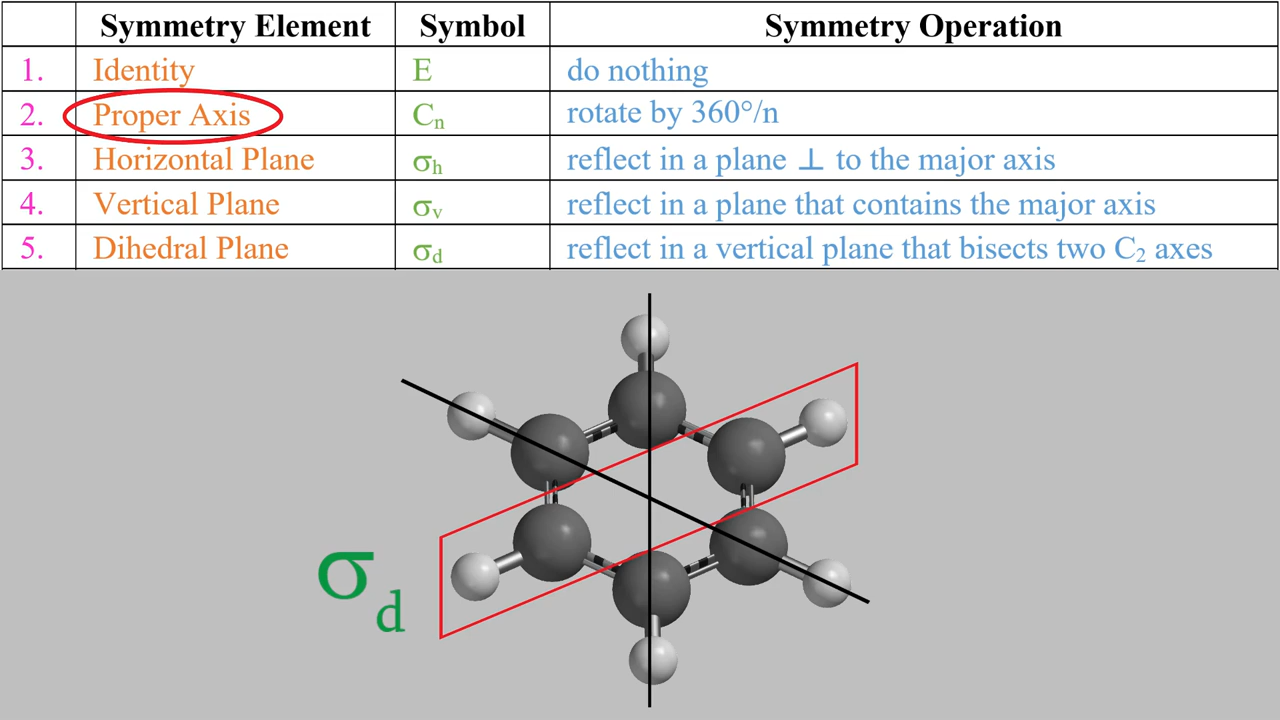 Symmetry Element Symbol Symmetry Operation
1. Identity E do nothing
2. Proper Axis Cₙ rotate by 360°/n
3. Horizontal Plane σₕ reflect in a plane ⊥ to the major axis
4. Vertical Plane σᵥ reflect in a plane that contains the major axis
5. Dihedral Plane σd reflect in a vertical plane that bisects two C₂ axes
σd